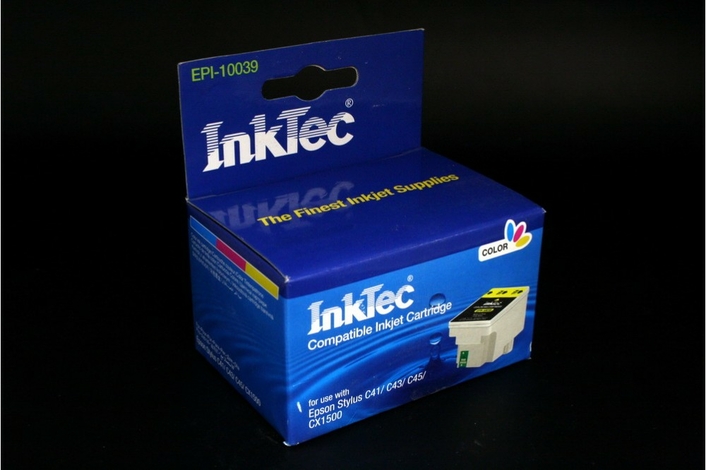 EPI-10039
InkTec®
The Finest Inkjet Supplies
COLOR
InkTec®
Compatible Inkjet Cartridge
InkTec
for use with
Epson Stylus C41/ C43/ C45/
CX1500